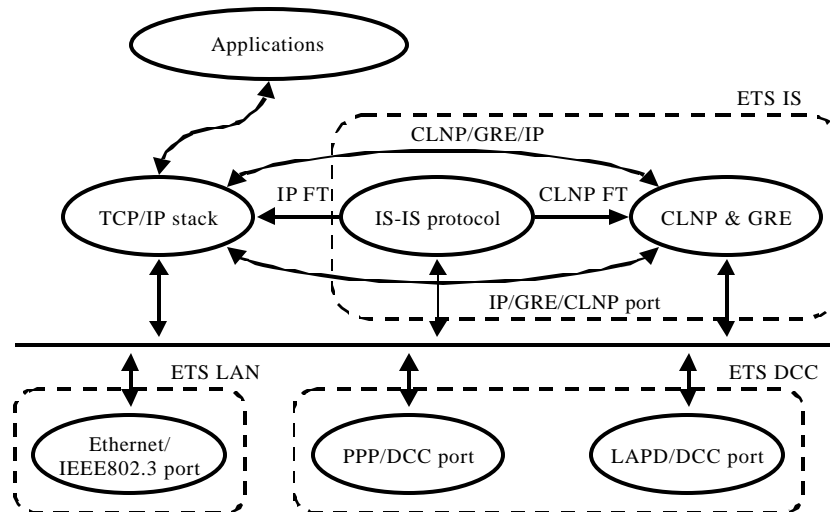 Applications
ETS IS
CLNP/GRE/IP
IP FT
CLNP FT
TCP/IP stack
IS-IS protocol
CLNP & GRE
IP/GRE/CLNP port
ETS LAN
ETS DCC
Ethernet/
IEEE802.3 port
PPP/DCC port
LAPD/DCC port